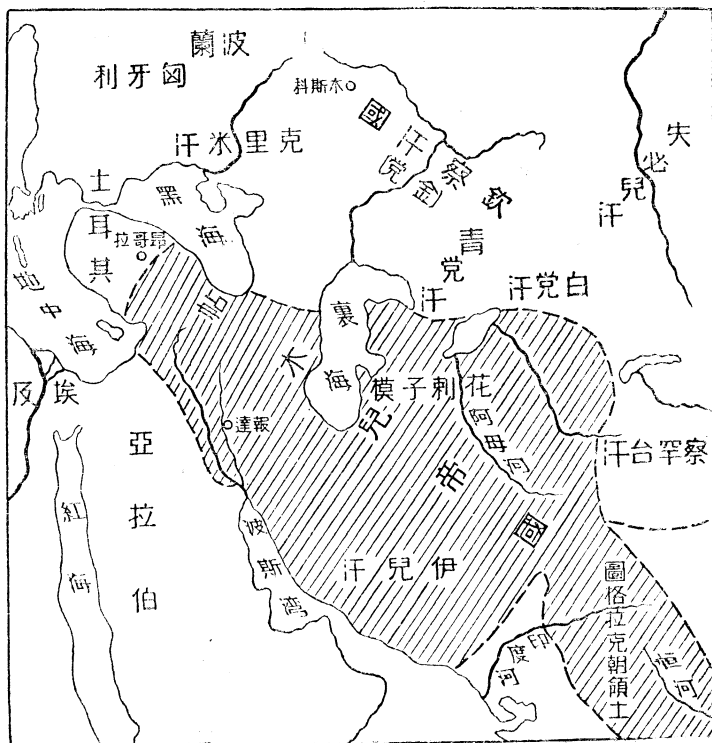 波蘭
匈牙利
木斯科
克里米汗
欽察汗國
(金党)
失必兒汗
土耳其
黑海
昂哥拉
青党汗
白党汗
地中海
裏海
帖木兒帝國
花剌子模
阿母河
察罕台汗
埃及
報達
亞拉伯
紅海
波斯湾
伊兒汗
印度河
圖格拉克朝領土
恒河